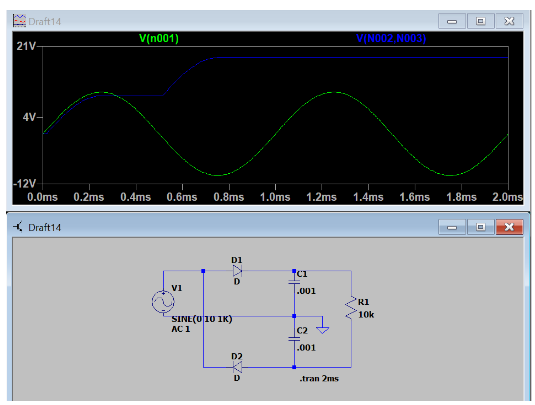 Draft14
V(n001)
V(N002,N003)
21V
4V
-12V
0.0ms 0.2ms 0.4ms 0.6ms 0.8ms 1.0ms 1.2ms 1.4ms 1.6ms 1.8ms 2.0ms
Draft14
D1
D
C1
.001
V1
SINE(0 10 1K)
AC 1
R1
10k
C2
.001
D2
D
.tran 2ms